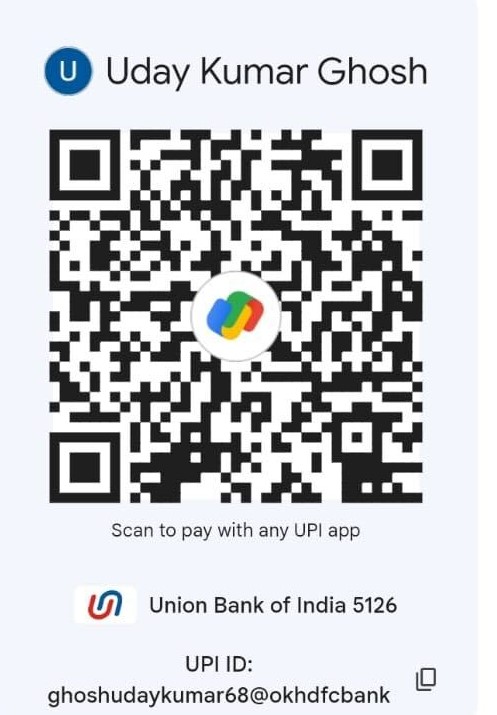 U Uday Kumar Ghosh
Scan to pay with any UPI app
Union Bank of India 5126
UPI ID:
ghoshudaykumar68@okhdfcbank